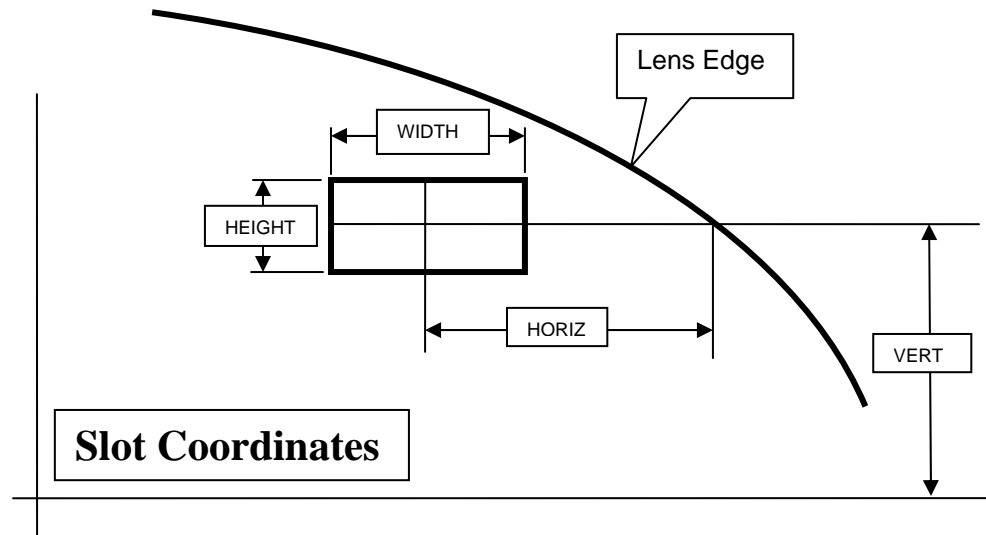 Lens Edge
WIDTH
HEIGHT
HORIZ
VERT
Slot Coordinates